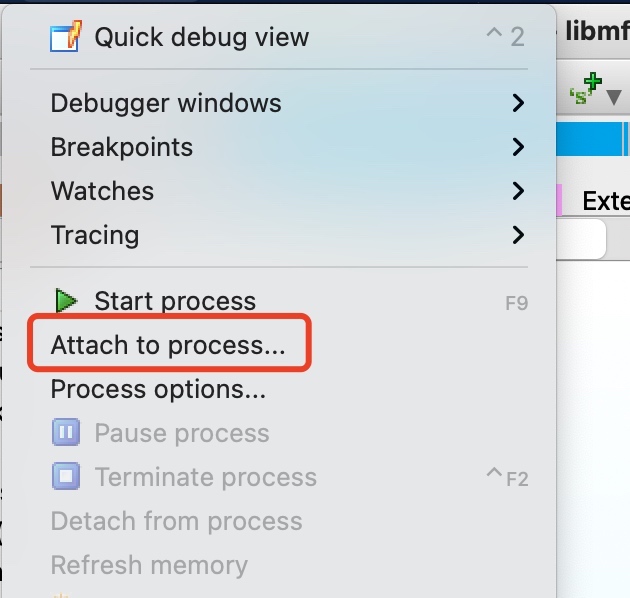 Quick debug view ^ 2
libmf
's'
Debugger windows
Breakpoints
Watches
Exte
Tracing
Start process F9
Attach to process...
Process options...
Pause process
Terminate process ^F2
Detach from process
Refresh memory